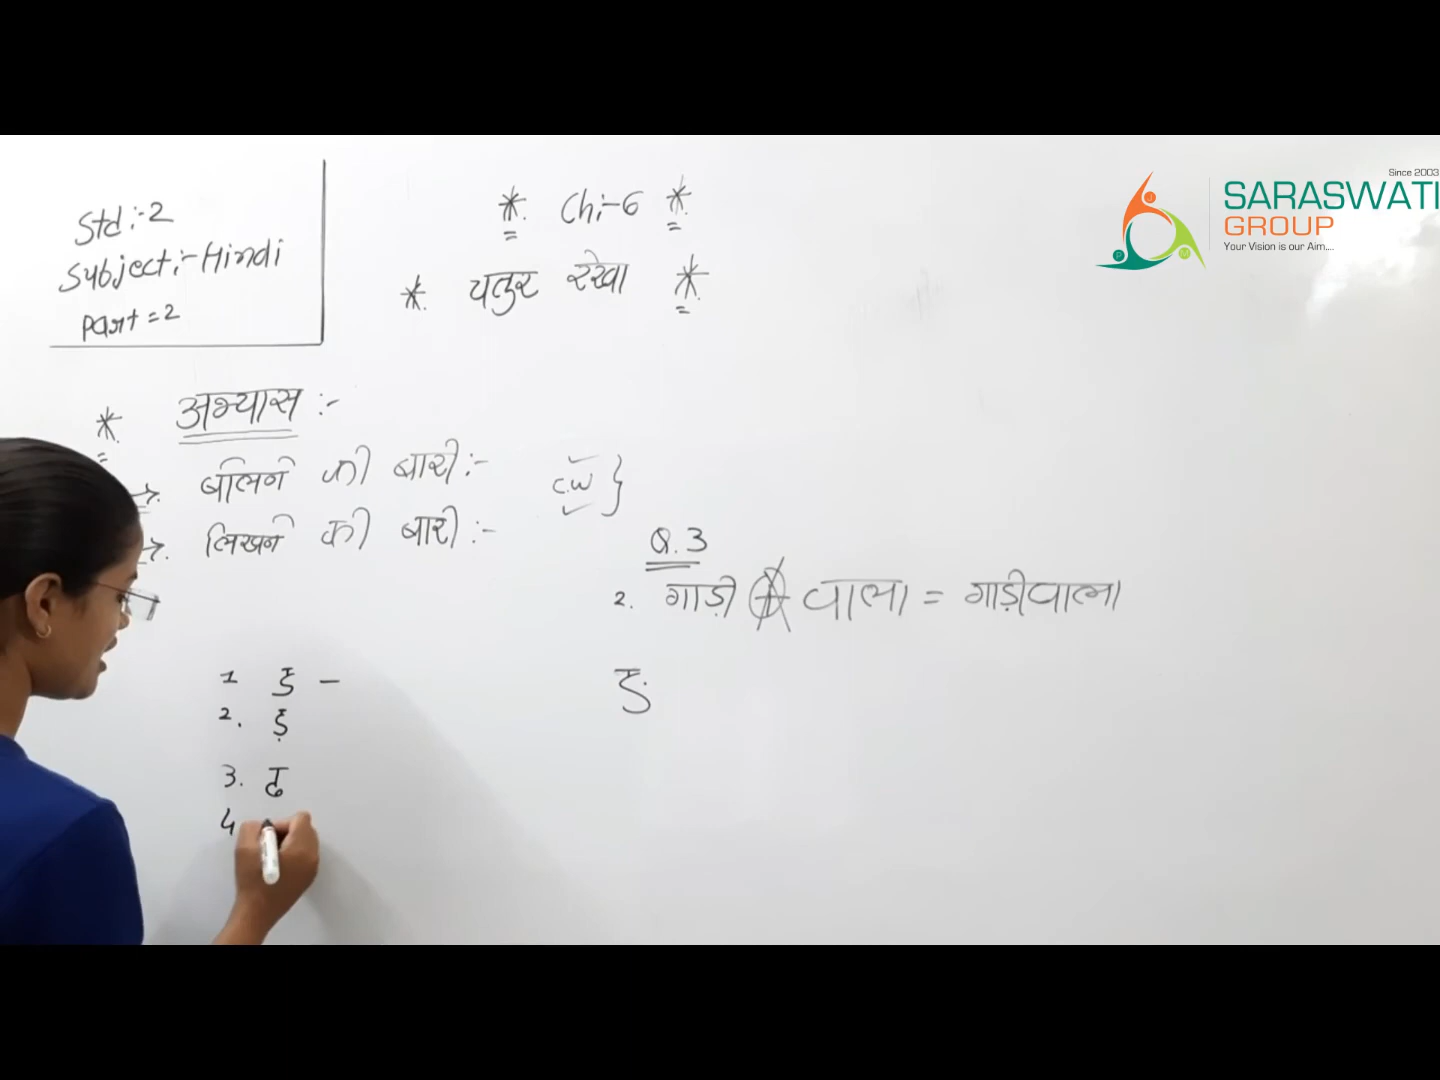 Std:-2
Subject:-Hindi
Part=2
* Ch:-6 *
* चतुर रेखा *
* अभ्यास :-
→. बोलने की बारी:-
→. लिखने की बारी:-
C.W }
Q. 3
2. गाड़ी + वाला = गाड़ीवाला
ड.
1 ड –
2. ड़
3. ढ
4
Since 2003
SARASWATI
GROUP
Your Vision is our Aim....
J
P
M